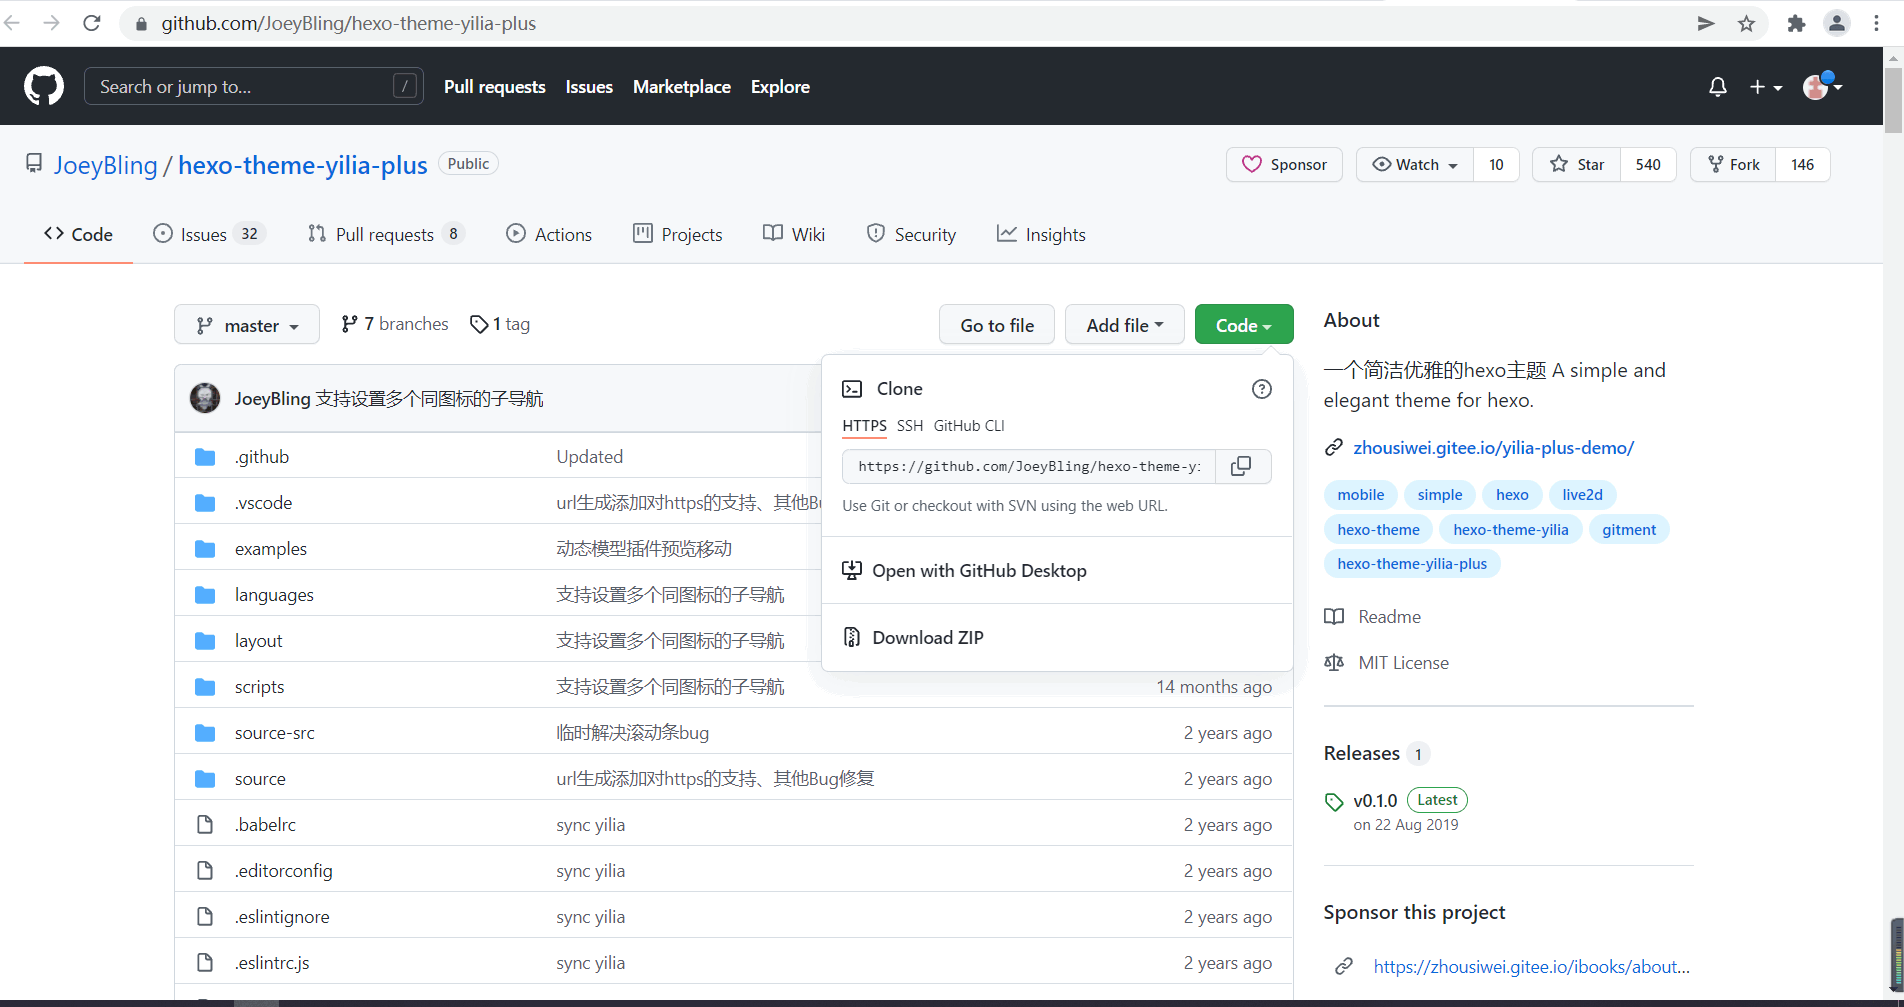 github.com/JoeyBling/hexo-theme-yilia-plus
Search or jump to... /
Pull requests Issues Marketplace Explore
JoeyBling / hexo-theme-yilia-plus Public
Sponsor Watch 10 Star 540 Fork 146
Code Issues 32 Pull requests 8 Actions Projects Wiki Security Insights
master 7 branches 1 tag Go to file Add file Code
JoeyBling 支持设置多个同图标的子导航
.github Updated
.vscode url生成添加对https的支持、其他Bu
examples 动态模型插件预览移动
languages 支持设置多个同图标的子导航
layout 支持设置多个同图标的子导航
scripts 支持设置多个同图标的子导航 14 months ago
source-src 临时解决滚动条bug 2 years ago
source url生成添加对https的支持、其他Bug修复 2 years ago
.babelrc sync yilia 2 years ago
.editorconfig sync yilia 2 years ago
.eslintignore sync yilia 2 years ago
.eslintrc.js sync yilia 2 years ago
Clone
HTTPS SSH GitHub CLI
https://github.com/JoeyBling/hexo-theme-y
Use Git or checkout with SVN using the web URL.
Open with GitHub Desktop
Download ZIP
About
一个简洁优雅的hexo主题 A simple and
elegant theme for hexo.
zhousiwei.gitee.io/yilia-plus-demo/
mobile simple hexo live2d
hexo-theme hexo-theme-yilia gitment
hexo-theme-yilia-plus
Readme
MIT License
Releases 1
v0.1.0 Latest
on 22 Aug 2019
Sponsor this project
https://zhousiwei.gitee.io/ibooks/about...